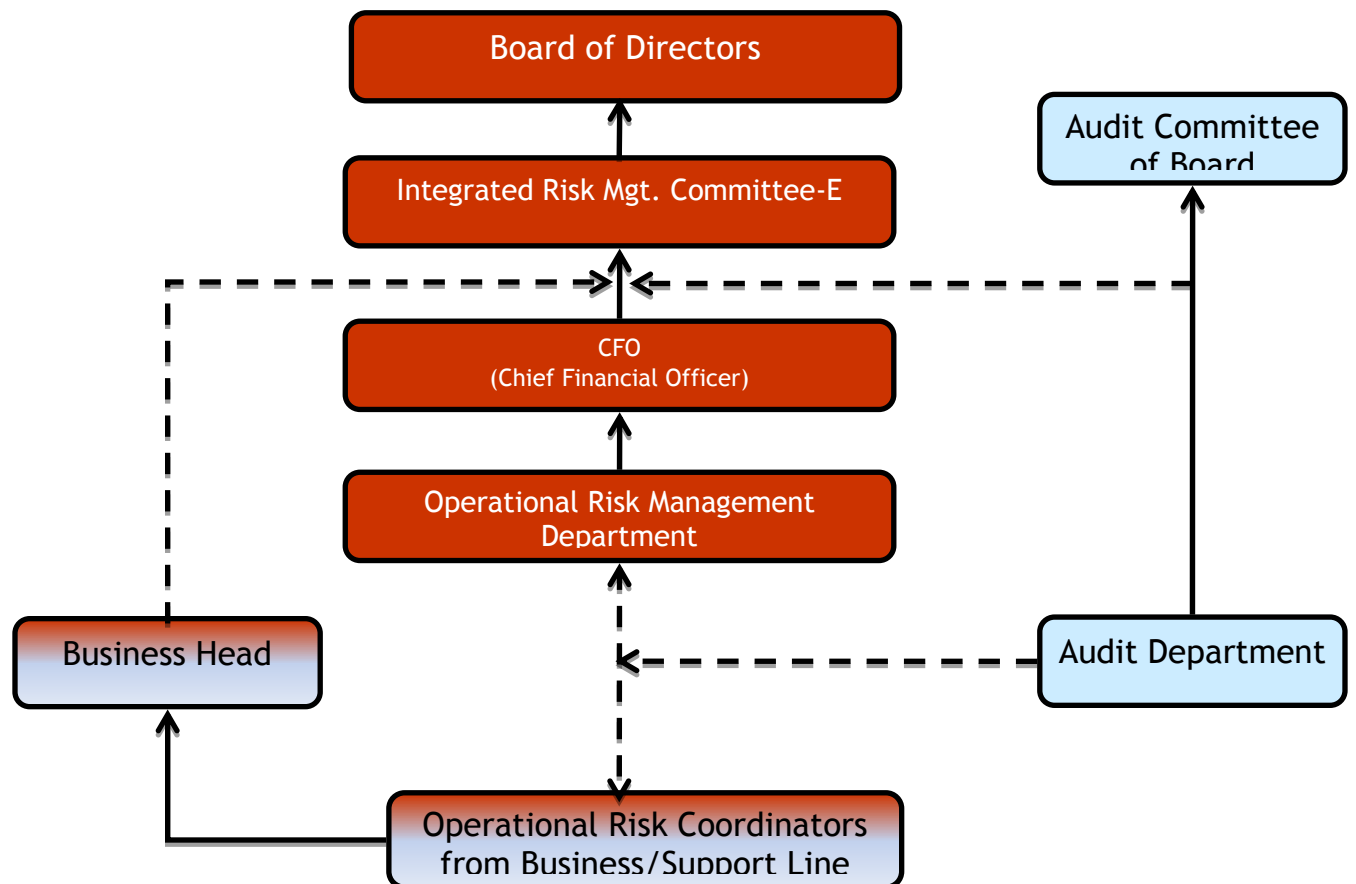 Board of Directors
Audit Committee
of Board
Integrated Risk Mgt. Committee-E
CFO
(Chief Financial Officer)
Operational Risk Management
Department
Business Head
Audit Department
Operational Risk Coordinators
from Business/Support Line